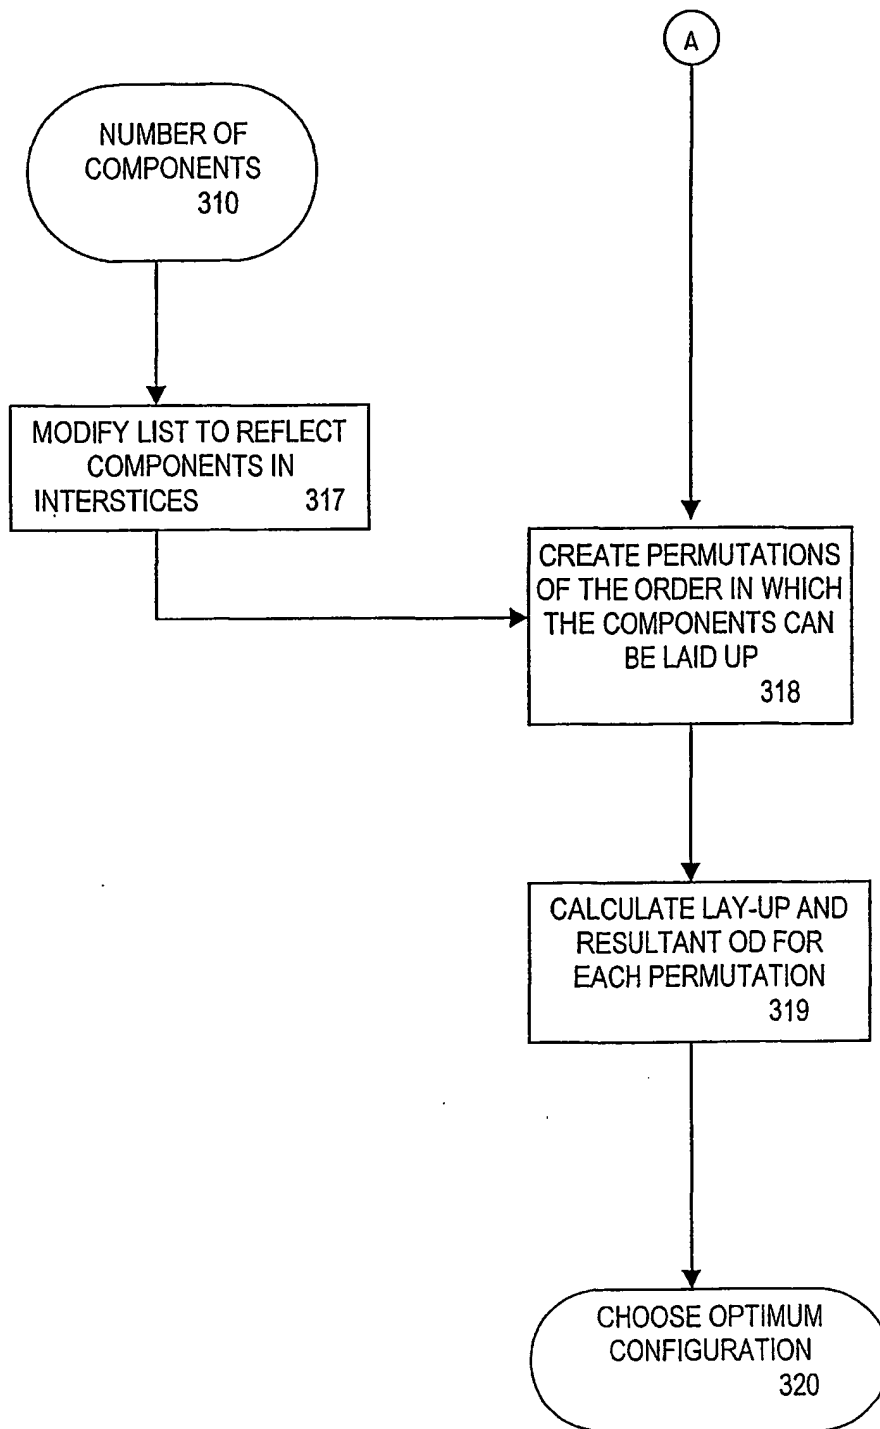 A
NUMBER OF
COMPONENTS
310
MODIFY LIST TO REFLECT
COMPONENTS IN
INTERSTICES 317
CREATE PERMUTATIONS
OF THE ORDER IN WHICH
THE COMPONENTS CAN
BE LAID UP
318
CALCULATE LAY-UP AND
RESULTANT OD FOR
EACH PERMUTATION
319
CHOOSE OPTIMUM
CONFIGURATION
320